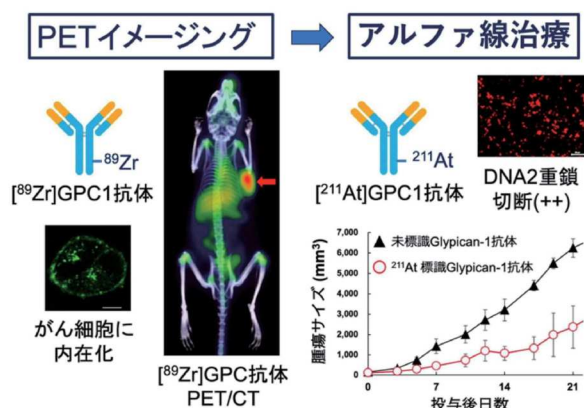 PETイメージング
アルファ線治療
89Zr
[89Zr]GPC1抗体
がん細胞に
内在化
[89Zr]GPC抗体
PET/CT
211At
[211At]GPC1抗体
DNA2重鎖
切断(++)
腫瘍サイズ (mm³)
7,000
6,000
5,000
4,000
3,000
2,000
1,000
0
未標識Glypican-1抗体
211At 標識Glypican-1抗体
0
7
14
21
投与後日数